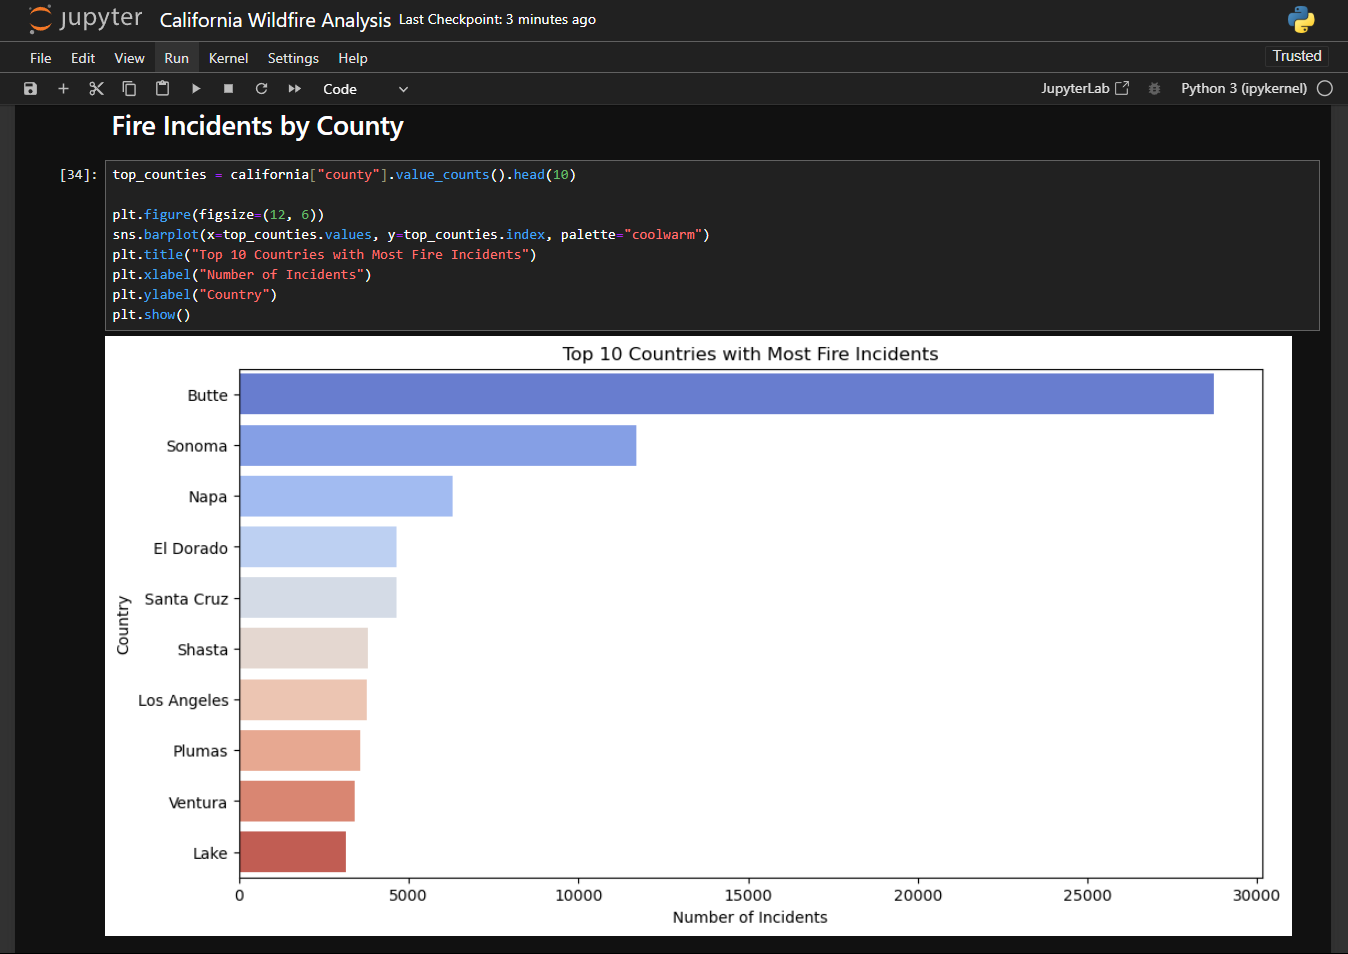 jupyter California Wildfire Analysis Last Checkpoint: 3 minutes ago
File Edit View Run Kernel Settings Help Trusted
Code JupyterLab Python 3 (ipykernel)
Fire Incidents by County
[34]: top_counties = california["county"].value_counts().head(10)
plt.figure(figsize=(12, 6))
sns.barplot(x=top_counties.values, y=top_counties.index, palette="coolwarm")
plt.title("Top 10 Countries with Most Fire Incidents")
plt.xlabel("Number of Incidents")
plt.ylabel("Country")
plt.show()
Top 10 Countries with Most Fire Incidents
Butte
Sonoma
Napa
El Dorado
Santa Cruz
Country
Shasta
Los Angeles
Plumas
Ventura
Lake
0 5000 10000 15000 20000 25000 30000
Number of Incidents